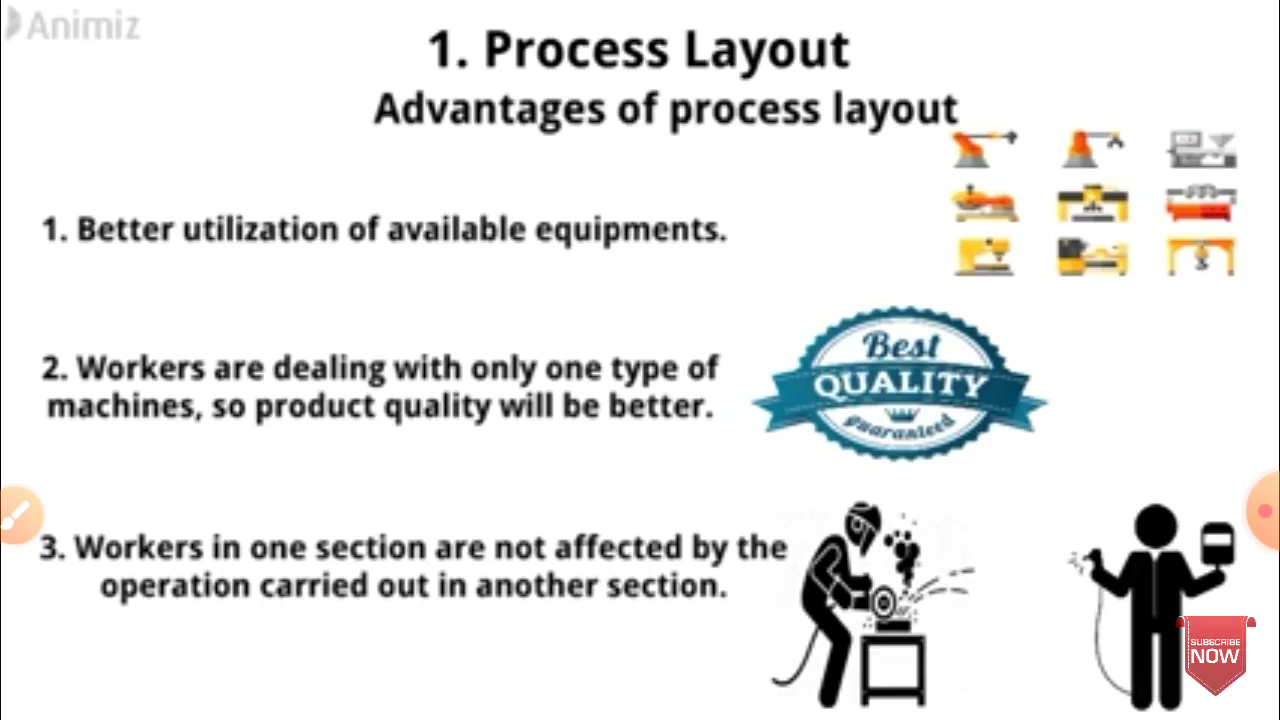 Animiz
1. Process Layout
Advantages of process layout
1. Better utilization of available equipments.
2. Workers are dealing with only one type of
machines, so product quality will be better.
Best
QUALITY
guaranteed
3. Workers in one section are not affected by the
operation carried out in another section.
SUBSCRIBE
NOW